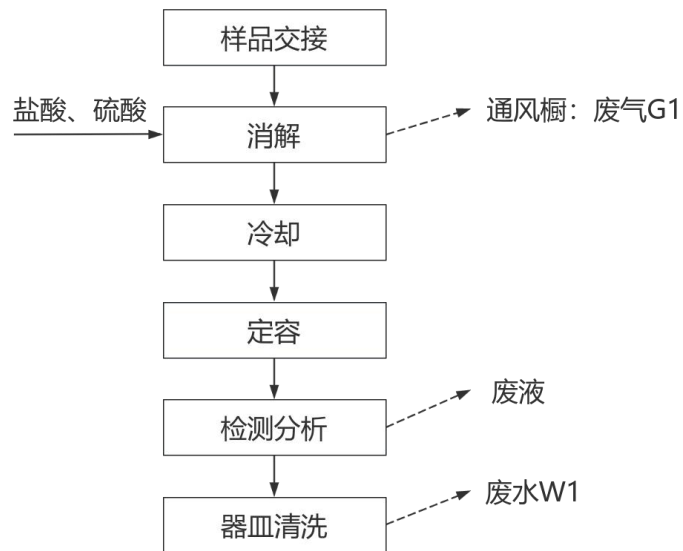 样品交接
盐酸、硫酸
消解
通风橱：废气G1
冷却
定容
废液
检测分析
废水W1
器皿清洗